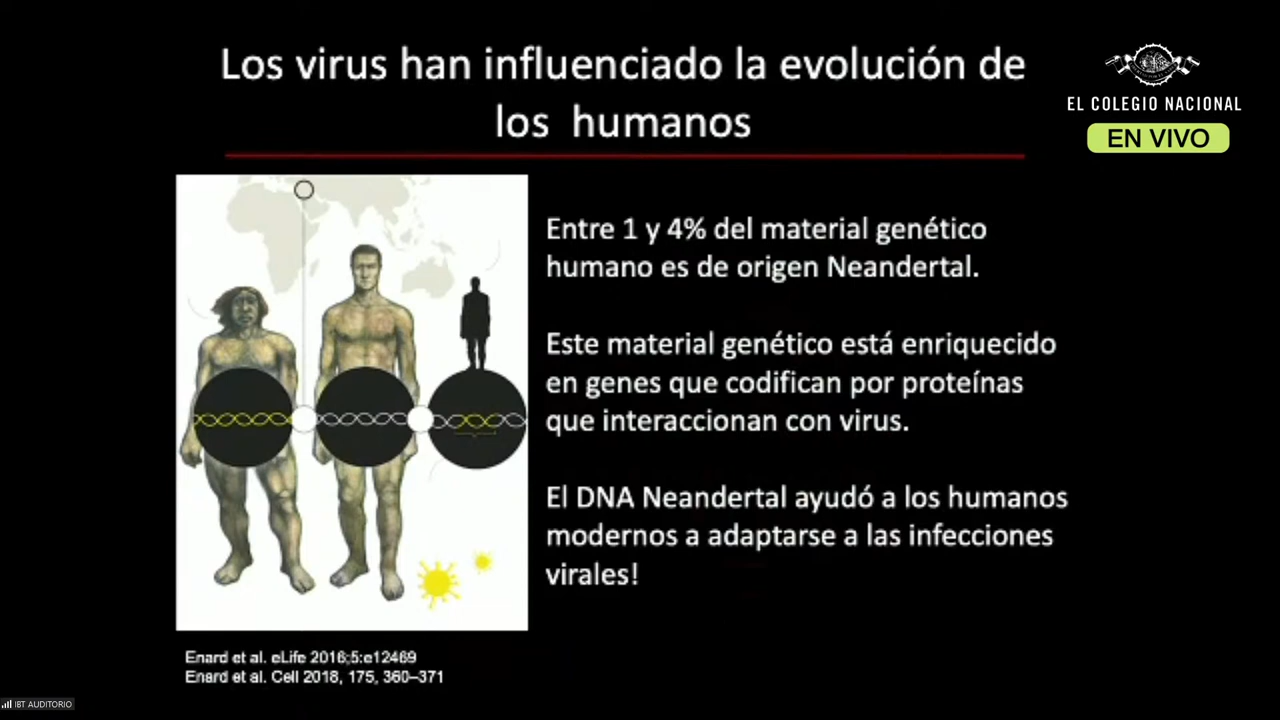 Los virus han influenciado la evolución de
los humanos
EL COLEGIO NACIONAL
EN VIVO
Entre 1 y 4% del material genético
humano es de origen Neandertal.
Este material genético está enriquecido
en genes que codifican por proteínas
que interaccionan con virus.
El DNA Neandertal ayudó a los humanos
modernos a adaptarse a las infecciones
virales!
Enard et al. eLife 2016;5:e12469
Enard et al. Cell 2018, 175, 360–371
IBT AUDITORIO